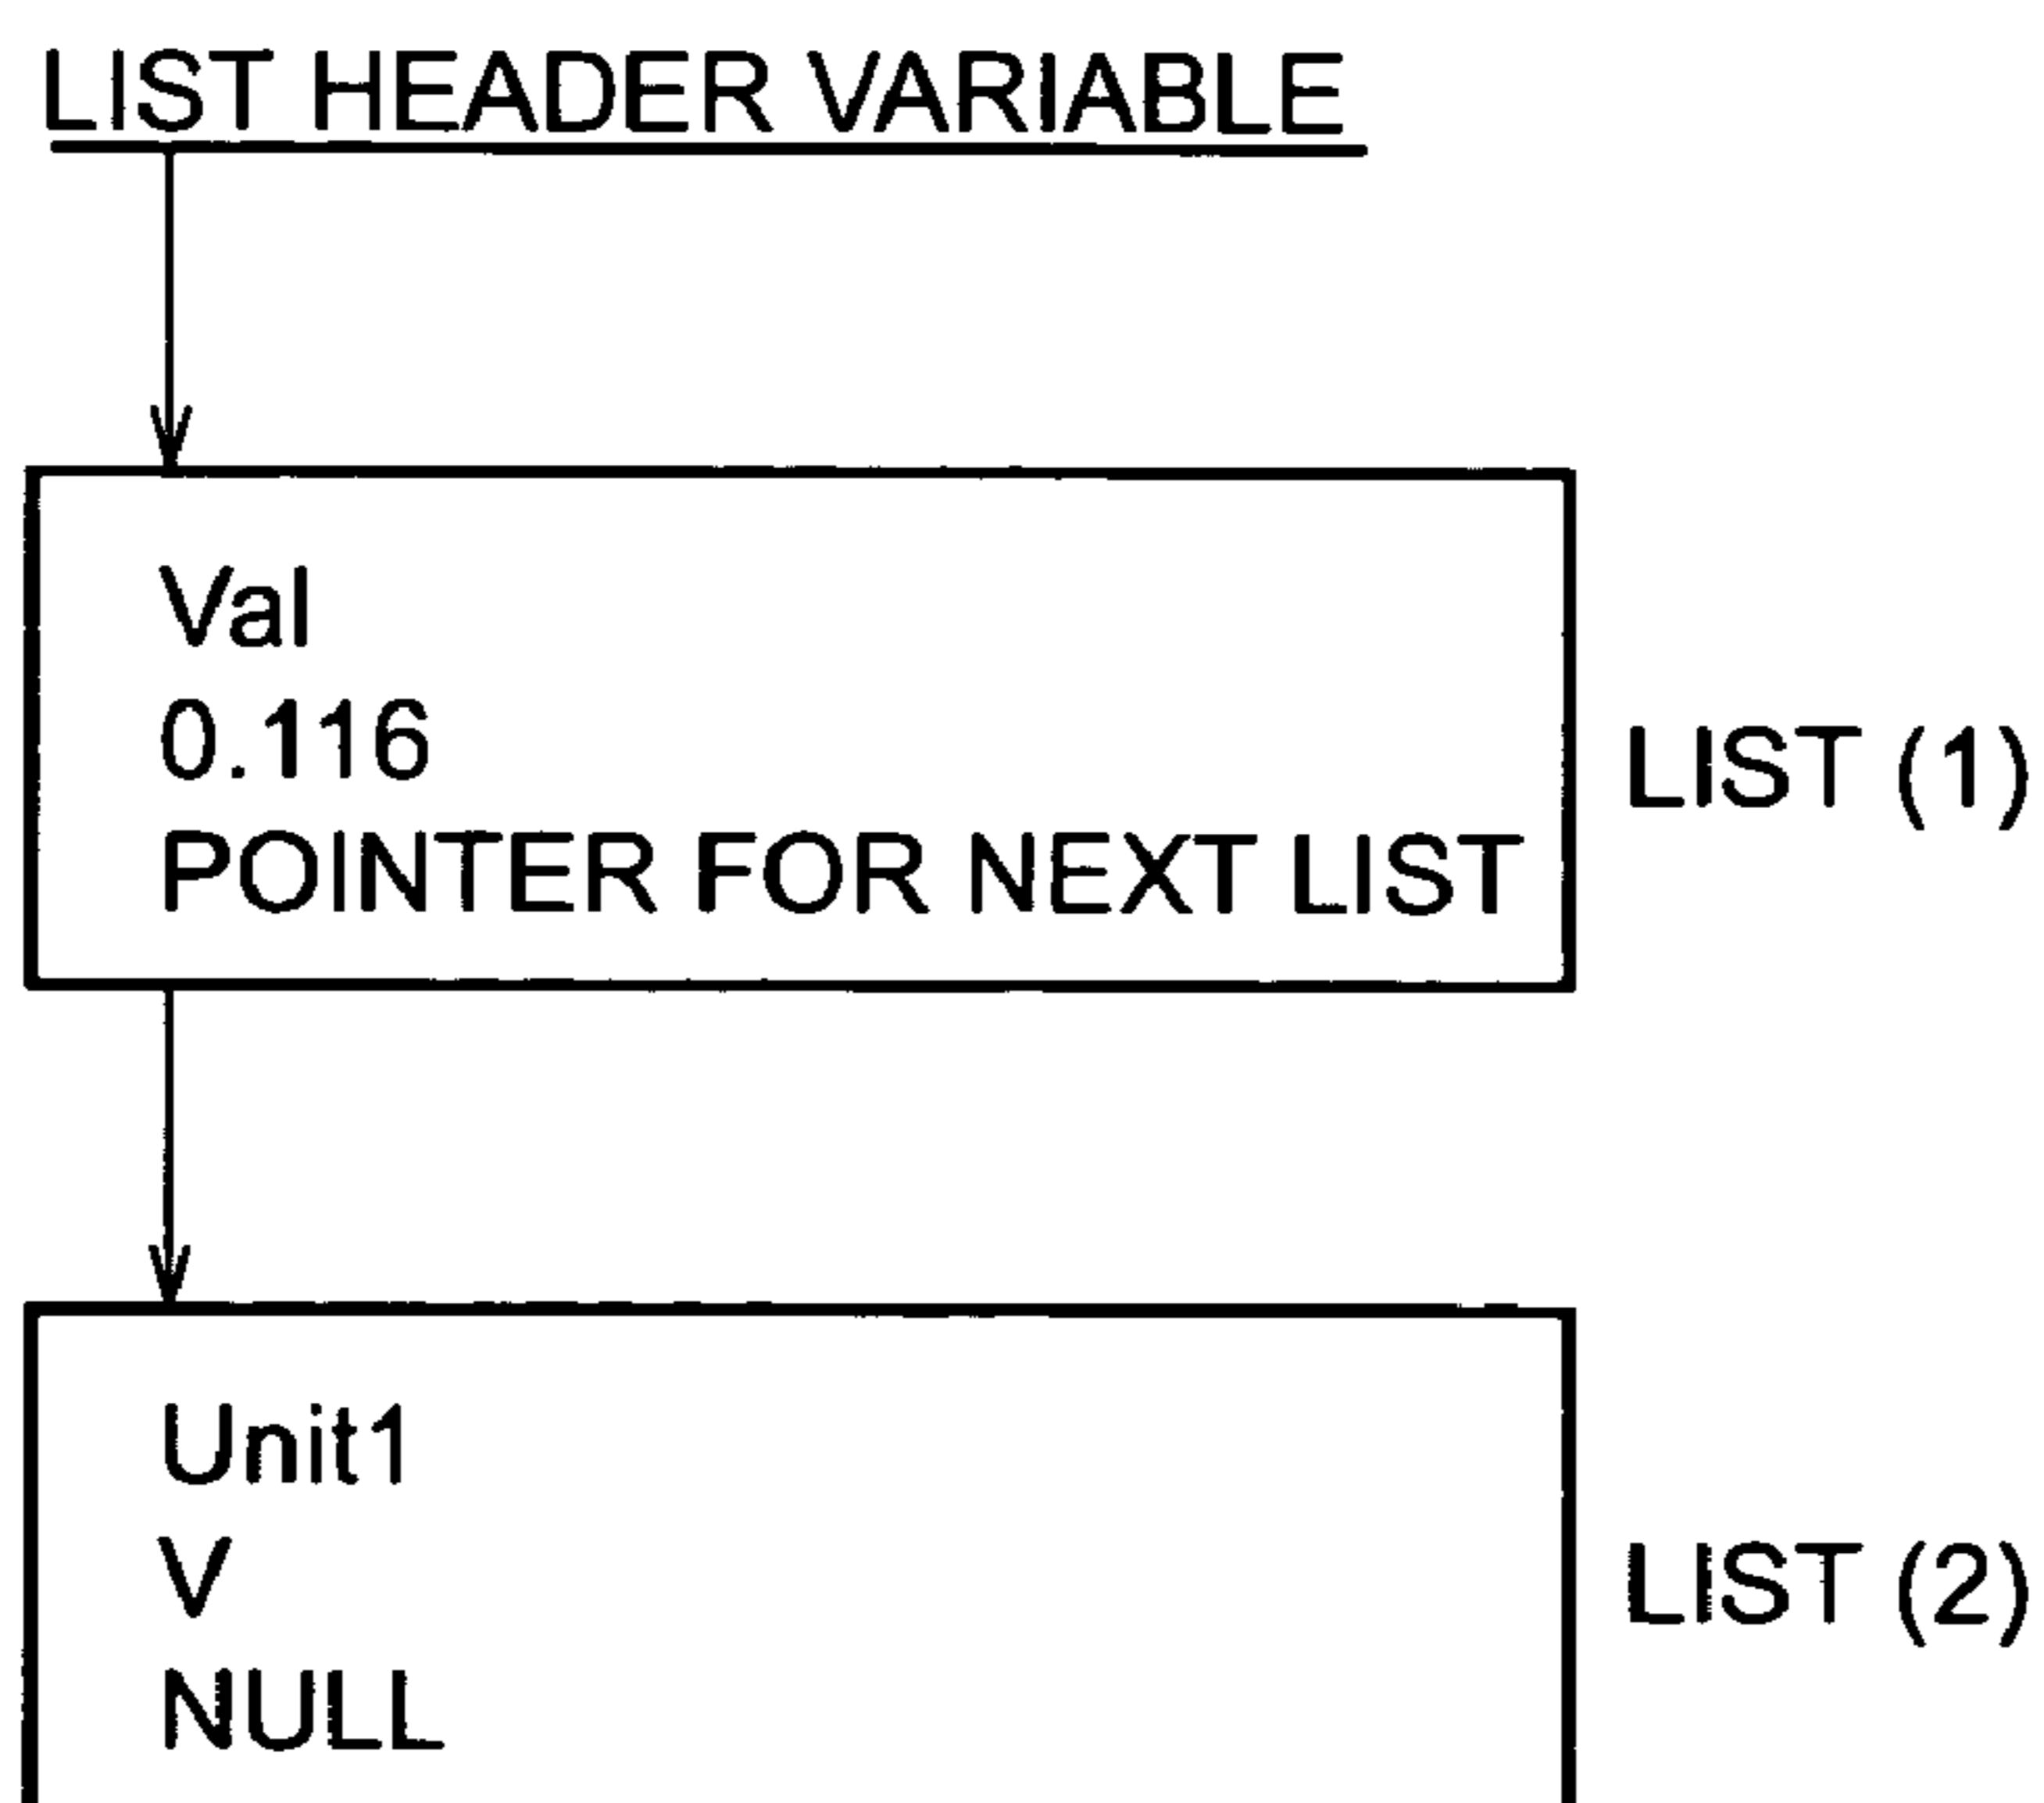 LIST HEADER VARIABLE
Val
0.116
POINTER FOR NEXT LIST
LIST (1)
Unit1
V
NULL
LIST (2)